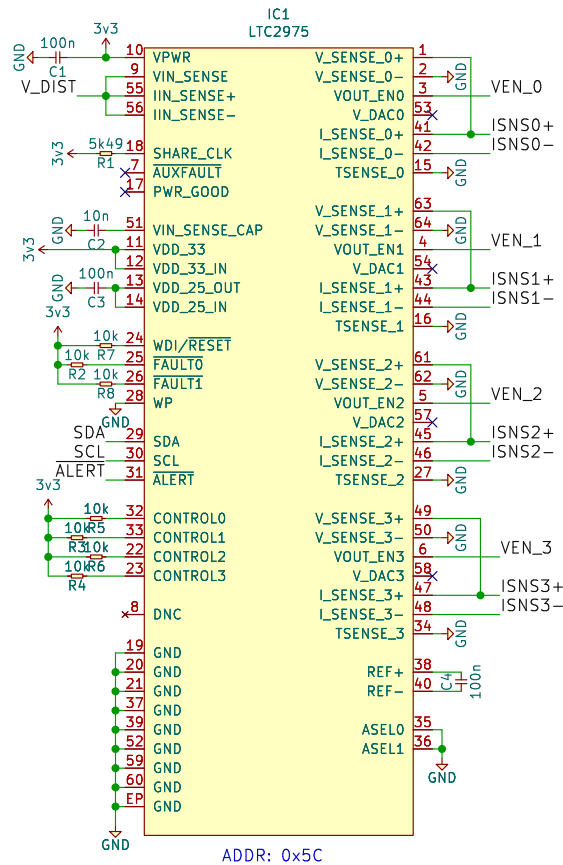 IC1
LTC2975
3v3
100n
GND
C1
10
VPWR
9
VIN_SENSE
V_DIST
55
IIN_SENSE+
56
IIN_SENSE-
3v3
5k49
R1
18
SHARE_CLK
7
AUXFAULT
17
PWR_GOOD
GND
10n
C2
51
VIN_SENSE_CAP
3v3
11
VDD_33
12
VDD_33_IN
GND
100n
C3
13
VDD_25_OUT
14
VDD_25_IN
3v3
10k
R7
24
WDI/RESET
10k
R2
25
FAULT0
10k
R8
26
FAULT1
28
WP
GND
SDA
29
SDA
SCL
30
SCL
ALERT
31
ALERT
3v3
10k
R5
32
CONTROL0
10k
R3
33
CONTROL1
10k
R6
22
CONTROL2
10k
R4
23
CONTROL3
8
DNC
19
GND
20
GND
21
GND
37
GND
39
GND
52
GND
59
GND
60
GND
EP
GND
GND
V_SENSE_0+
1
V_SENSE_0-
2
GND
VOUT_EN0
3
VEN_0
V_DAC0
53
I_SENSE_0+
41
ISNS0+
I_SENSE_0-
42
ISNS0-
TSENSE_0
15
GND
V_SENSE_1+
63
V_SENSE_1-
64
GND
VOUT_EN1
4
VEN_1
V_DAC1
54
I_SENSE_1+
43
ISNS1+
I_SENSE_1-
44
ISNS1-
TSENSE_1
16
GND
V_SENSE_2+
61
V_SENSE_2-
62
GND
VOUT_EN2
5
VEN_2
V_DAC2
57
I_SENSE_2+
45
ISNS2+
I_SENSE_2-
46
ISNS2-
TSENSE_2
27
GND
V_SENSE_3+
49
V_SENSE_3-
50
GND
VOUT_EN3
6
VEN_3
V_DAC3
58
I_SENSE_3+
47
ISNS3+
I_SENSE_3-
48
ISNS3-
TSENSE_3
34
GND
REF+
38
REF-
40
C4
100n
ASEL0
35
ASEL1
36
GND
ADDR: 0x5C